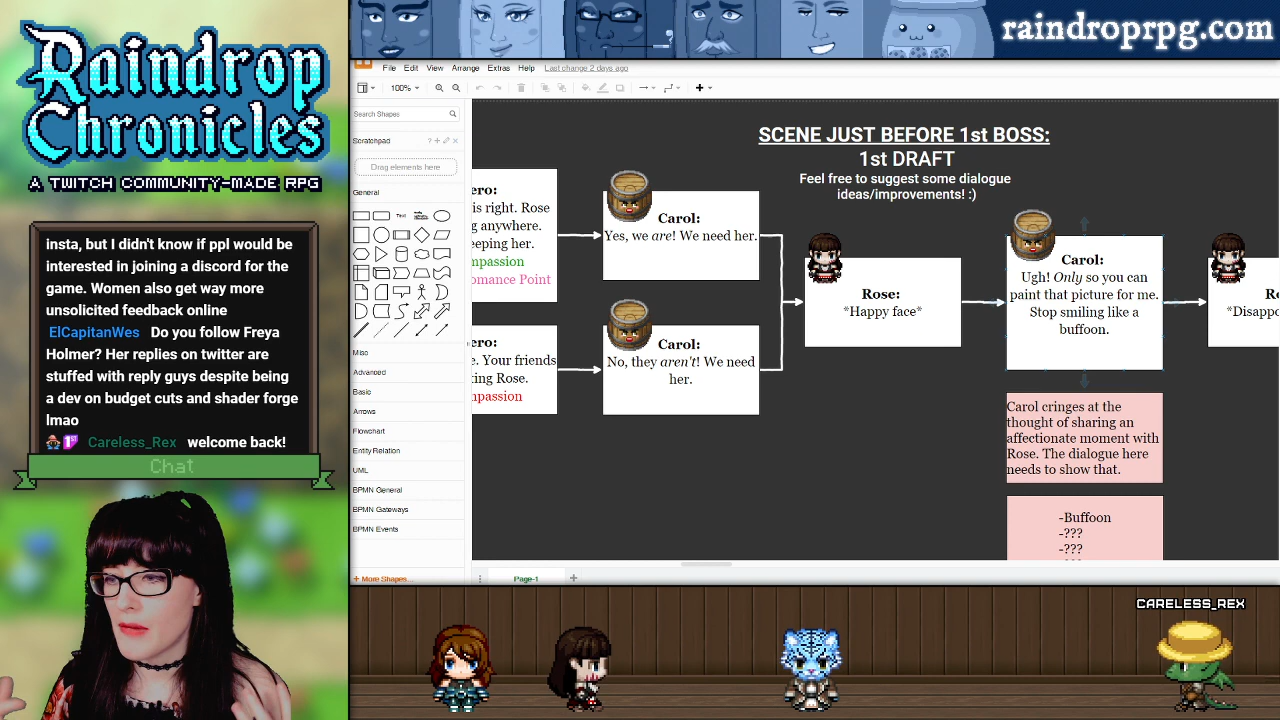 Raindrop
Chronicles
A TWITCH COMMUNITY-MADE RPG
insta, but I didn't know if ppl would be
interested in joining a discord for the
game. Women also get way more
unsolicited feedback online
ElCapitanWes Do you follow Freya
Holmer? Her replies on twitter are
stuffed with reply guys despite being
a dev on budget cuts and shader forge
lmao
Careless_Rex welcome back!
Chat
raindroprpg.com
File Edit View Arrange Extras Help Last change 2 days ago
100%
Search Shapes
Scratchpad
Drag elements here
General
Text
Misc
Advanced
Basic
Arrows
Flowchart
Entity Relation
UML
BPMN General
BPMN Gateways
BPMN Events
+ More Shapes...
Page-1
SCENE JUST BEFORE 1st BOSS:
1st DRAFT
Feel free to suggest some dialogue
ideas/improvements! :)
ero:
is right. Rose
g anywhere.
eeping her.
mpassion
omance Point
ero:
e. Your friends
ting Rose.
mpassion
Carol:
Yes, we are! We need her.
Carol:
No, they aren't! We need
her.
Rose:
*Happy face*
Carol:
Ugh! Only so you can
paint that picture for me.
Stop smiling like a
buffoon.
Carol cringes at the
thought of sharing an
affectionate moment with
Rose. The dialogue here
needs to show that.
-Buffoon
-???
-???
Ro
*Disappo
CARELESS_REX